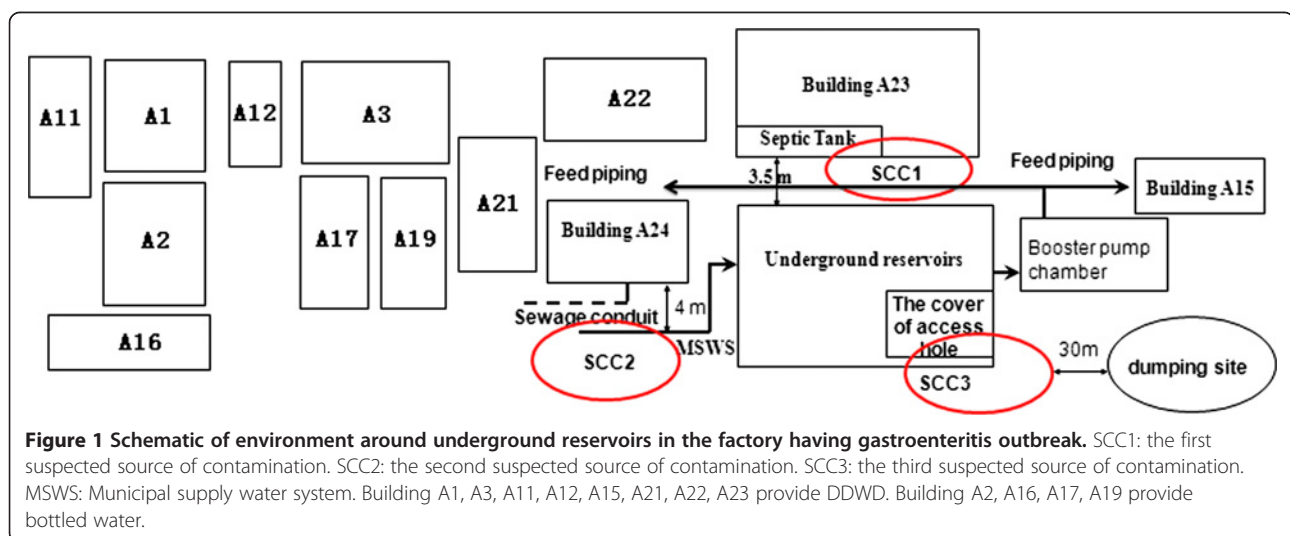 A11
A1
A12
A3
A22
Building A23
Septic Tank
SCC1
3.5 m
Feed piping
Feed piping
Building A15
A2
A17
A19
A21
Building A24
Underground reservoirs
Booster pump
chamber
The cover
of access
hole
4 m
Sewage conduit
MSWS
SCC2
SCC3
30m
dumping site
A16
Figure 1 Schematic of environment around underground reservoirs in the factory having gastroenteritis outbreak. SCC1: the first
suspected source of contamination. SCC2: the second suspected source of contamination. SCC3: the third suspected source of contamination.
MSWS: Municipal supply water system. Building A1, A3, A11, A12, A15, A21, A22, A23 provide DDWD. Building A2, A16, A17, A19 provide
bottled water.